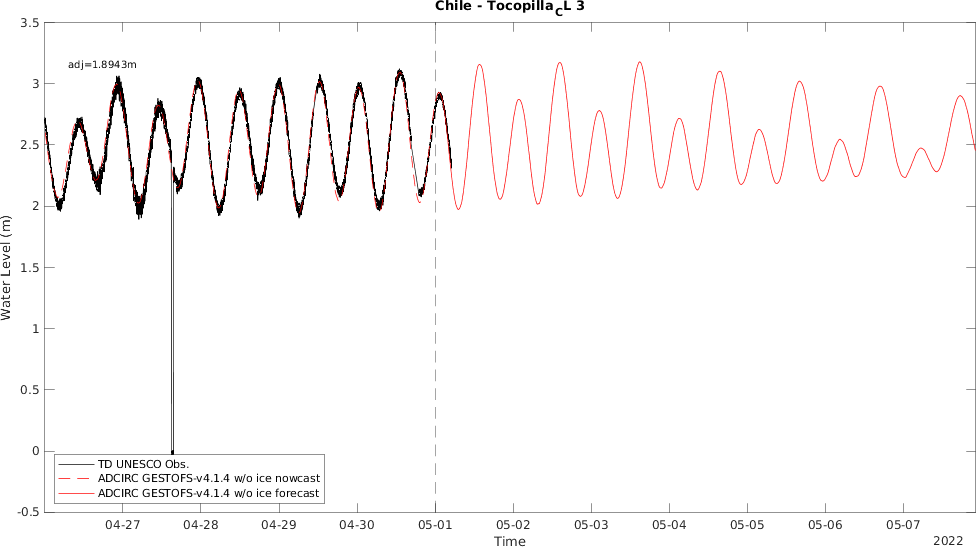 Chile - Tocopilla_CL 3
adj=1.8943m
3.5
3
2.5
2
1.5
1
0.5
0
-0.5
Water Level (m)
TD UNESCO Obs.
ADCIRC GESTOFS-v4.1.4 w/o ice nowcast
ADCIRC GESTOFS-v4.1.4 w/o ice forecast
04-27 04-28 04-29 04-30 05-01 05-02 05-03 05-04 05-05 05-06 05-07
Time
2022